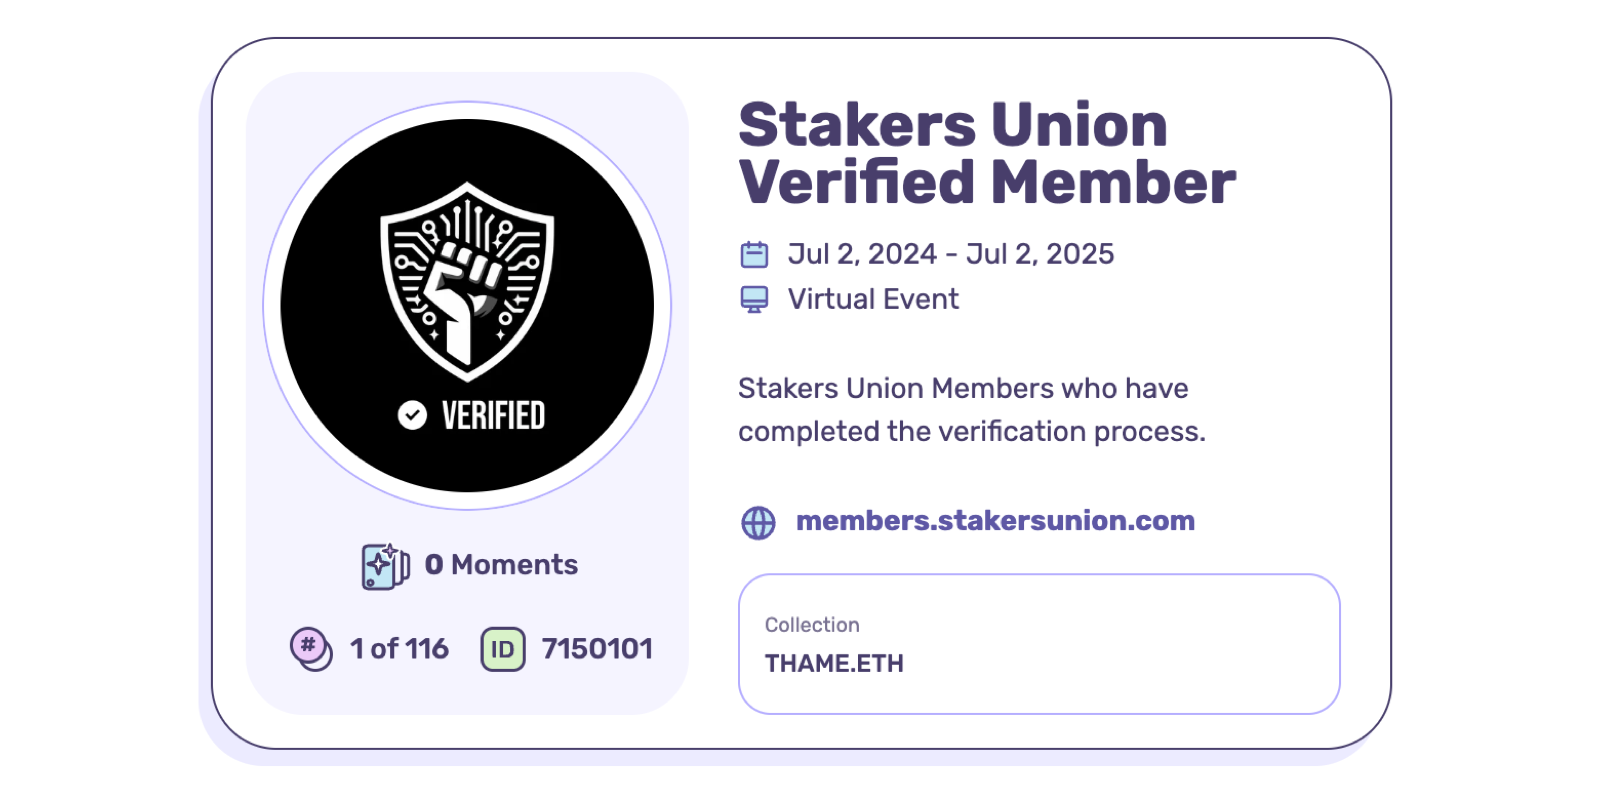 VERIFIED
0 Moments
# 1 of 116
ID 7150101
Stakers Union
Verified Member
Jul 2, 2024 - Jul 2, 2025
Virtual Event
Stakers Union Members who have
completed the verification process.
members.stakersunion.com
Collection
THAME.ETH